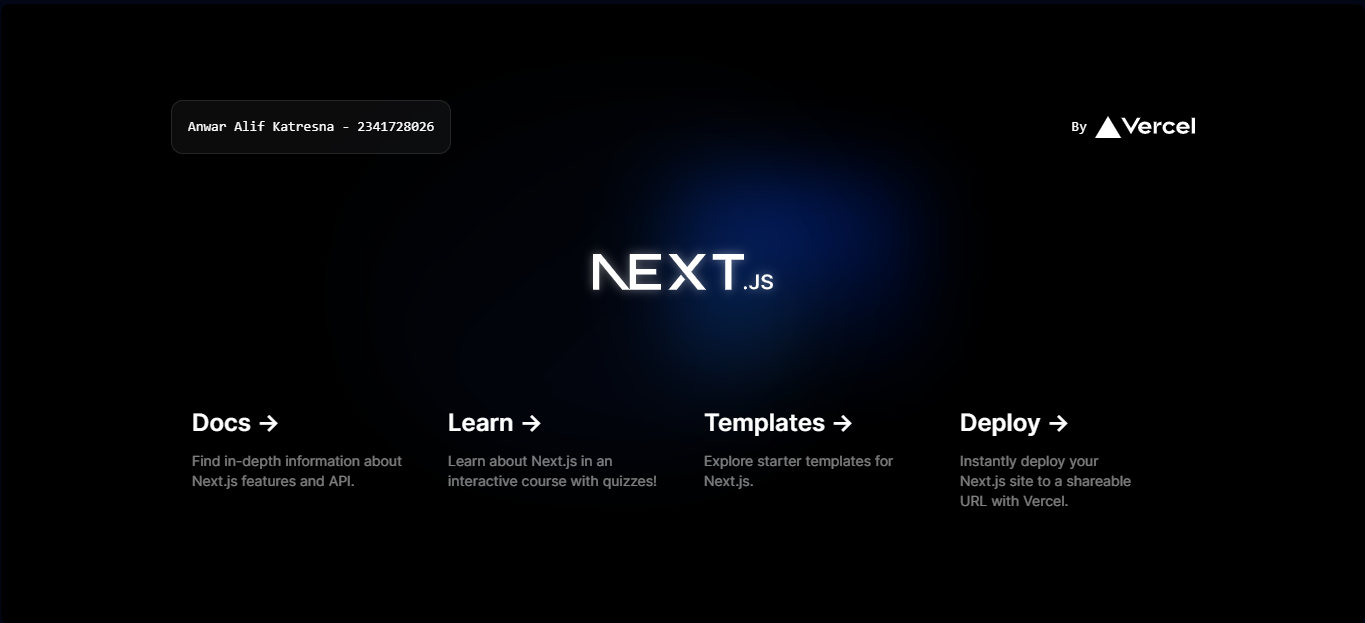 Anwar Alif Katresna - 2341728026
By Vercel
NEXT.JS
Docs →
Find in-depth information about
Next.js features and API.
Learn →
Learn about Next.js in an
interactive course with quizzes!
Templates →
Explore starter templates for
Next.js.
Deploy →
Instantly deploy your
Next.js site to a shareable
URL with Vercel.